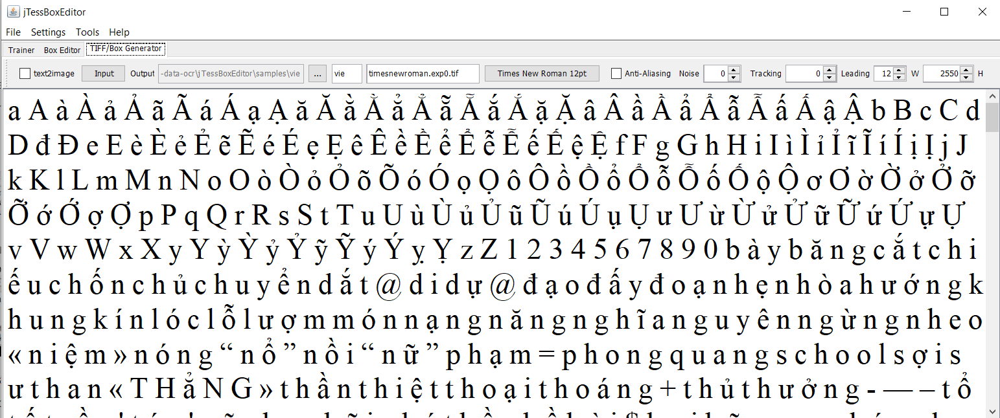 jTessBoxEditor
File Settings Tools Help
Trainer Box Editor TIFF/Box Generator
text2image Input Output -data-ocr\jTessBoxEditor\samples\vie ... vie timesnewroman.exp0.tif Times New Roman 12pt Anti-Aliasing Noise 0 Tracking 0 Leading 12 W 2550 H
a A à À ả Ả ã Ã á Á ạ Ạ ă Ă ằ Ằ ẳ Ẳ ẵ Ẵ ắ Ắ ặ Ặ â Â ầ Ầ ẩ Ẩ ẫ Ẫ ấ Ấ ậ Ậ b B c C d
D đ Đ e E è È ẻ Ẻ ẽ Ẽ é É ẹ Ẹ ê Ê ề Ề ể Ể ễ Ễ ế Ế ệ Ệ f F g G h H i I ì Ì ỉ Ỉ ĩ Ĩ í Í ị Ị j J
k K l L m M n N o O ò Ò ỏ Ỏ õ Õ ó Ó ọ Ọ ô Ô ồ Ồ ổ Ổ ỗ Ỗ ố Ố ộ Ộ ơ Ơ ờ Ờ ở Ở ỡ
Ỡ ớ Ớ ợ Ợ p P q Q r R s S t T u U ù Ù ủ Ủ ũ Ũ ú Ú ụ Ụ ư Ư ừ Ừ ử Ử ữ Ữ ứ Ứ ự Ự
v V w W x X y Y ỳ Ỳ ỷ Ỷ ỹ Ỹ ý Ý ỵ Ỵ z Z 1 2 3 4 5 6 7 8 9 0 b à y b ă n g c ắ t c h i
ế u c h ố n c h ủ c h u y ể n d ắ t @ d i d ự @ đ ạ o đ ấ y đ o ạ n h ẹ n h ò a h ư ớ n g k
h u n g k í n l ó c l ỗ l ư ợ m m ó n n ạ n g n ă n g n g h ĩ a n g u y ê n n g ừ n g n h e o
« n i ệ m » n ó n g “ n ổ ” n ồ i “ n ữ ” p h ạ m = p h o n g q u a n g s c h o o l s ợ i s
ư t h a n « T H ẳ N G » t h ầ n t h i ệ t t h o ạ i t h o á n g + t h ủ t h ư ở n g - — – t ổ